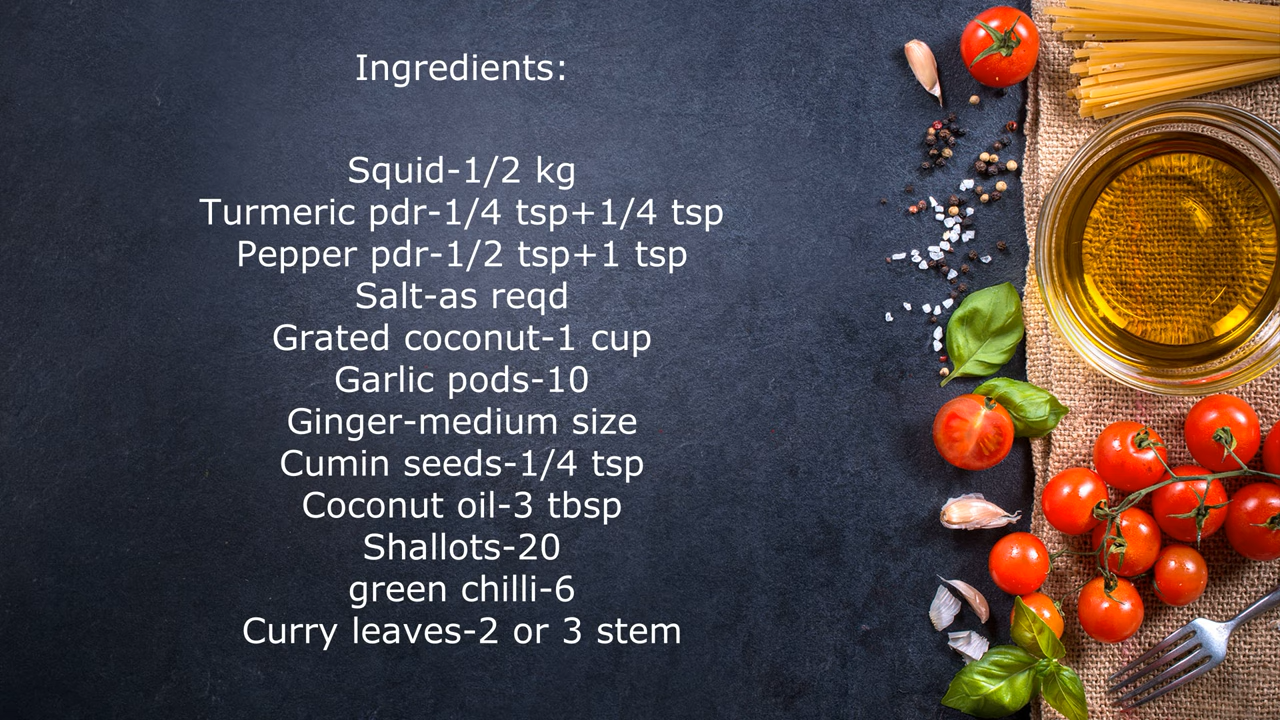 Ingredients:
Squid-1/2 kg
Turmeric pdr-1/4 tsp+1/4 tsp
Pepper pdr-1/2 tsp+1 tsp
Salt-as reqd
Grated coconut-1 cup
Garlic pods-10
Ginger-medium size
Cumin seeds-1/4 tsp
Coconut oil-3 tbsp
Shallots-20
green chilli-6
Curry leaves-2 or 3 stem